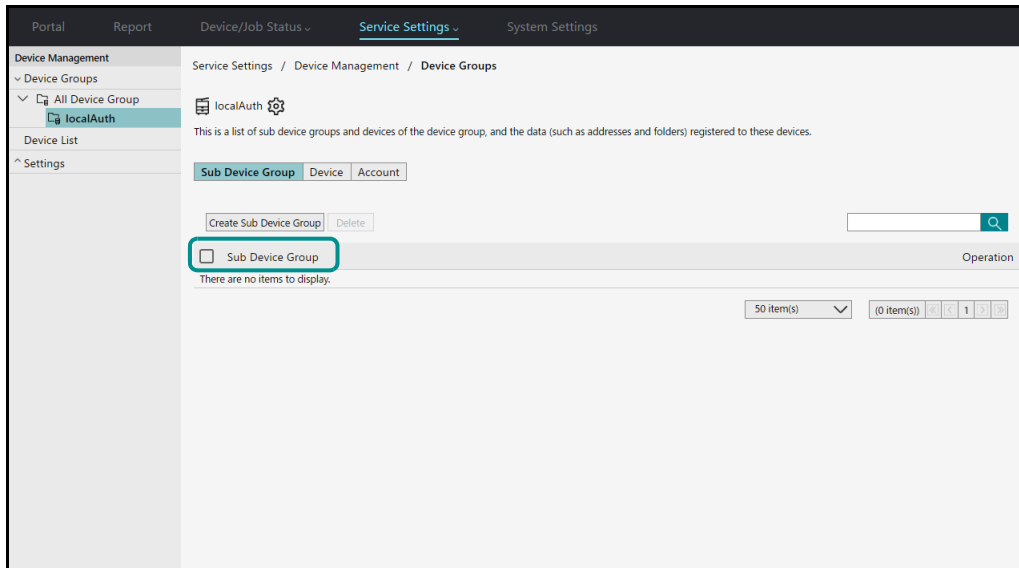 Portal Report Device/Job Status Service Settings System Settings
Device Management
Device Groups
All Device Group
localAuth
Device List
Settings
Service Settings / Device Management / Device Groups
localAuth
This is a list of sub device groups and devices of the device group, and the data (such as addresses and folders) registered to these devices.
Sub Device Group Device Account
Create Sub Device Group Delete
Sub Device Group Operation
There are no items to display.
50 item(s) (0 item(s)) 1